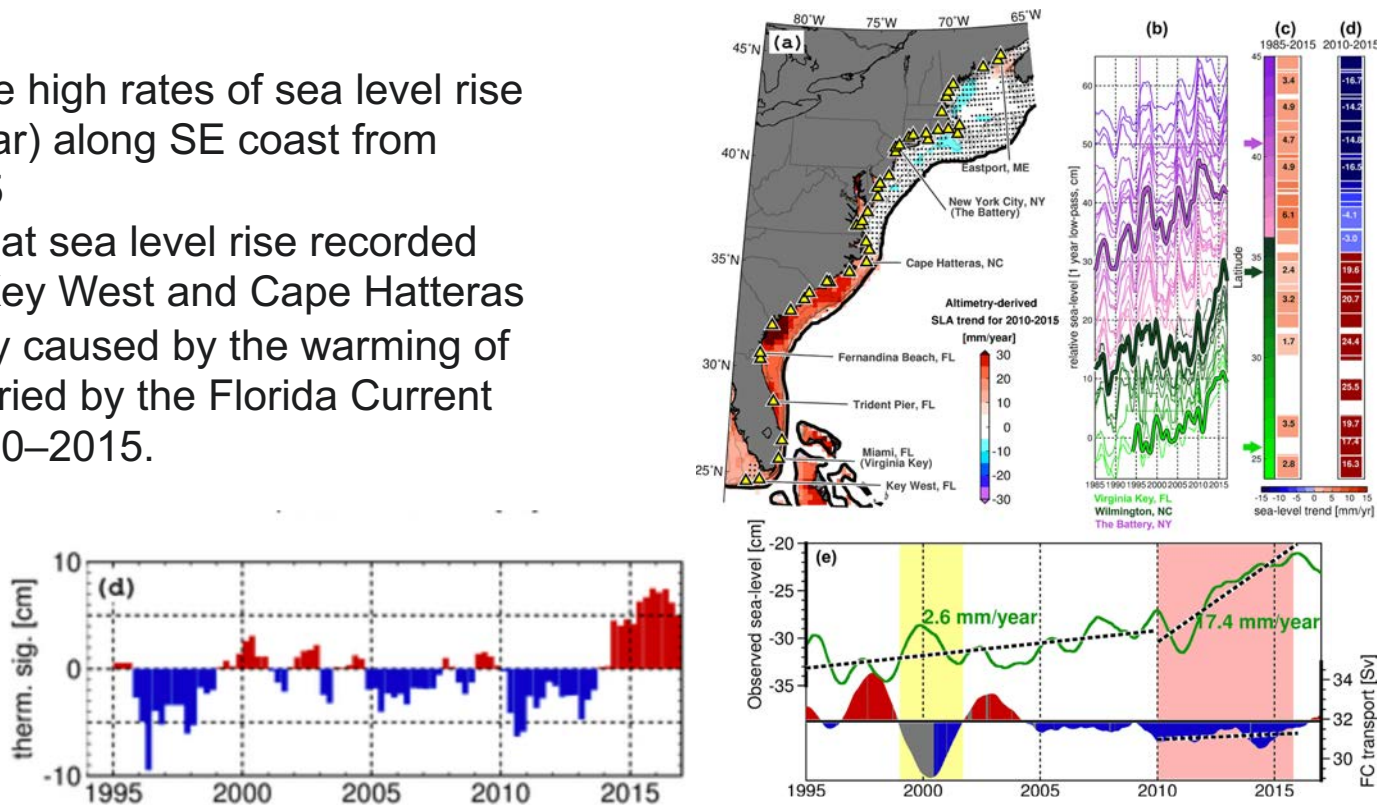 e high rates of sea level rise
ar) along SE coast from
5
at sea level rise recorded
Key West and Cape Hatteras
y caused by the warming of
ried by the Florida Current
0–2015.
80°W 75°W 70°W 65°W
(a)
45°N
40°N
35°N
30°N
25°N
Eastport, ME
New York City, NY
(The Battery)
Cape Hatteras, NC
Altimetry-derived
SLA trend for 2010-2015
[mm/year]
30
20
10
0
-10
-20
-30
Fernandina Beach, FL
Trident Pier, FL
Miami, FL
(Virginia Key)
Key West, FL
(b)
relative sea-level [1 year low-pass, cm]
60
50
40
30
20
10
0
1985 1990 1995 2000 2005 2010 2015
Virginia Key, FL
Wilmington, NC
The Battery, NY
Latitude
45
40
35
30
25
(c)
1985-2015
3.4
4.9
4.7
4.9
6.1
2.4
3.2
1.7
3.5
2.8
(d)
2010-2015
-16.7
-14.2
-14.8
-16.5
-4.1
-3.0
19.6
20.7
24.4
25.5
19.7
17.4
16.3
-15 -10 -5 0 5 10 15
sea-level trend [mm/yr]
(d)
therm. sig. [cm]
10
0
-10
1995 2000 2005 2010 2015
(e)
Observed sea-level [cm]
-20
-25
-30
-35
2.6 mm/year
17.4 mm/year
34
32
30
FC transport [Sv]
1995 2000 2005 2010 2015